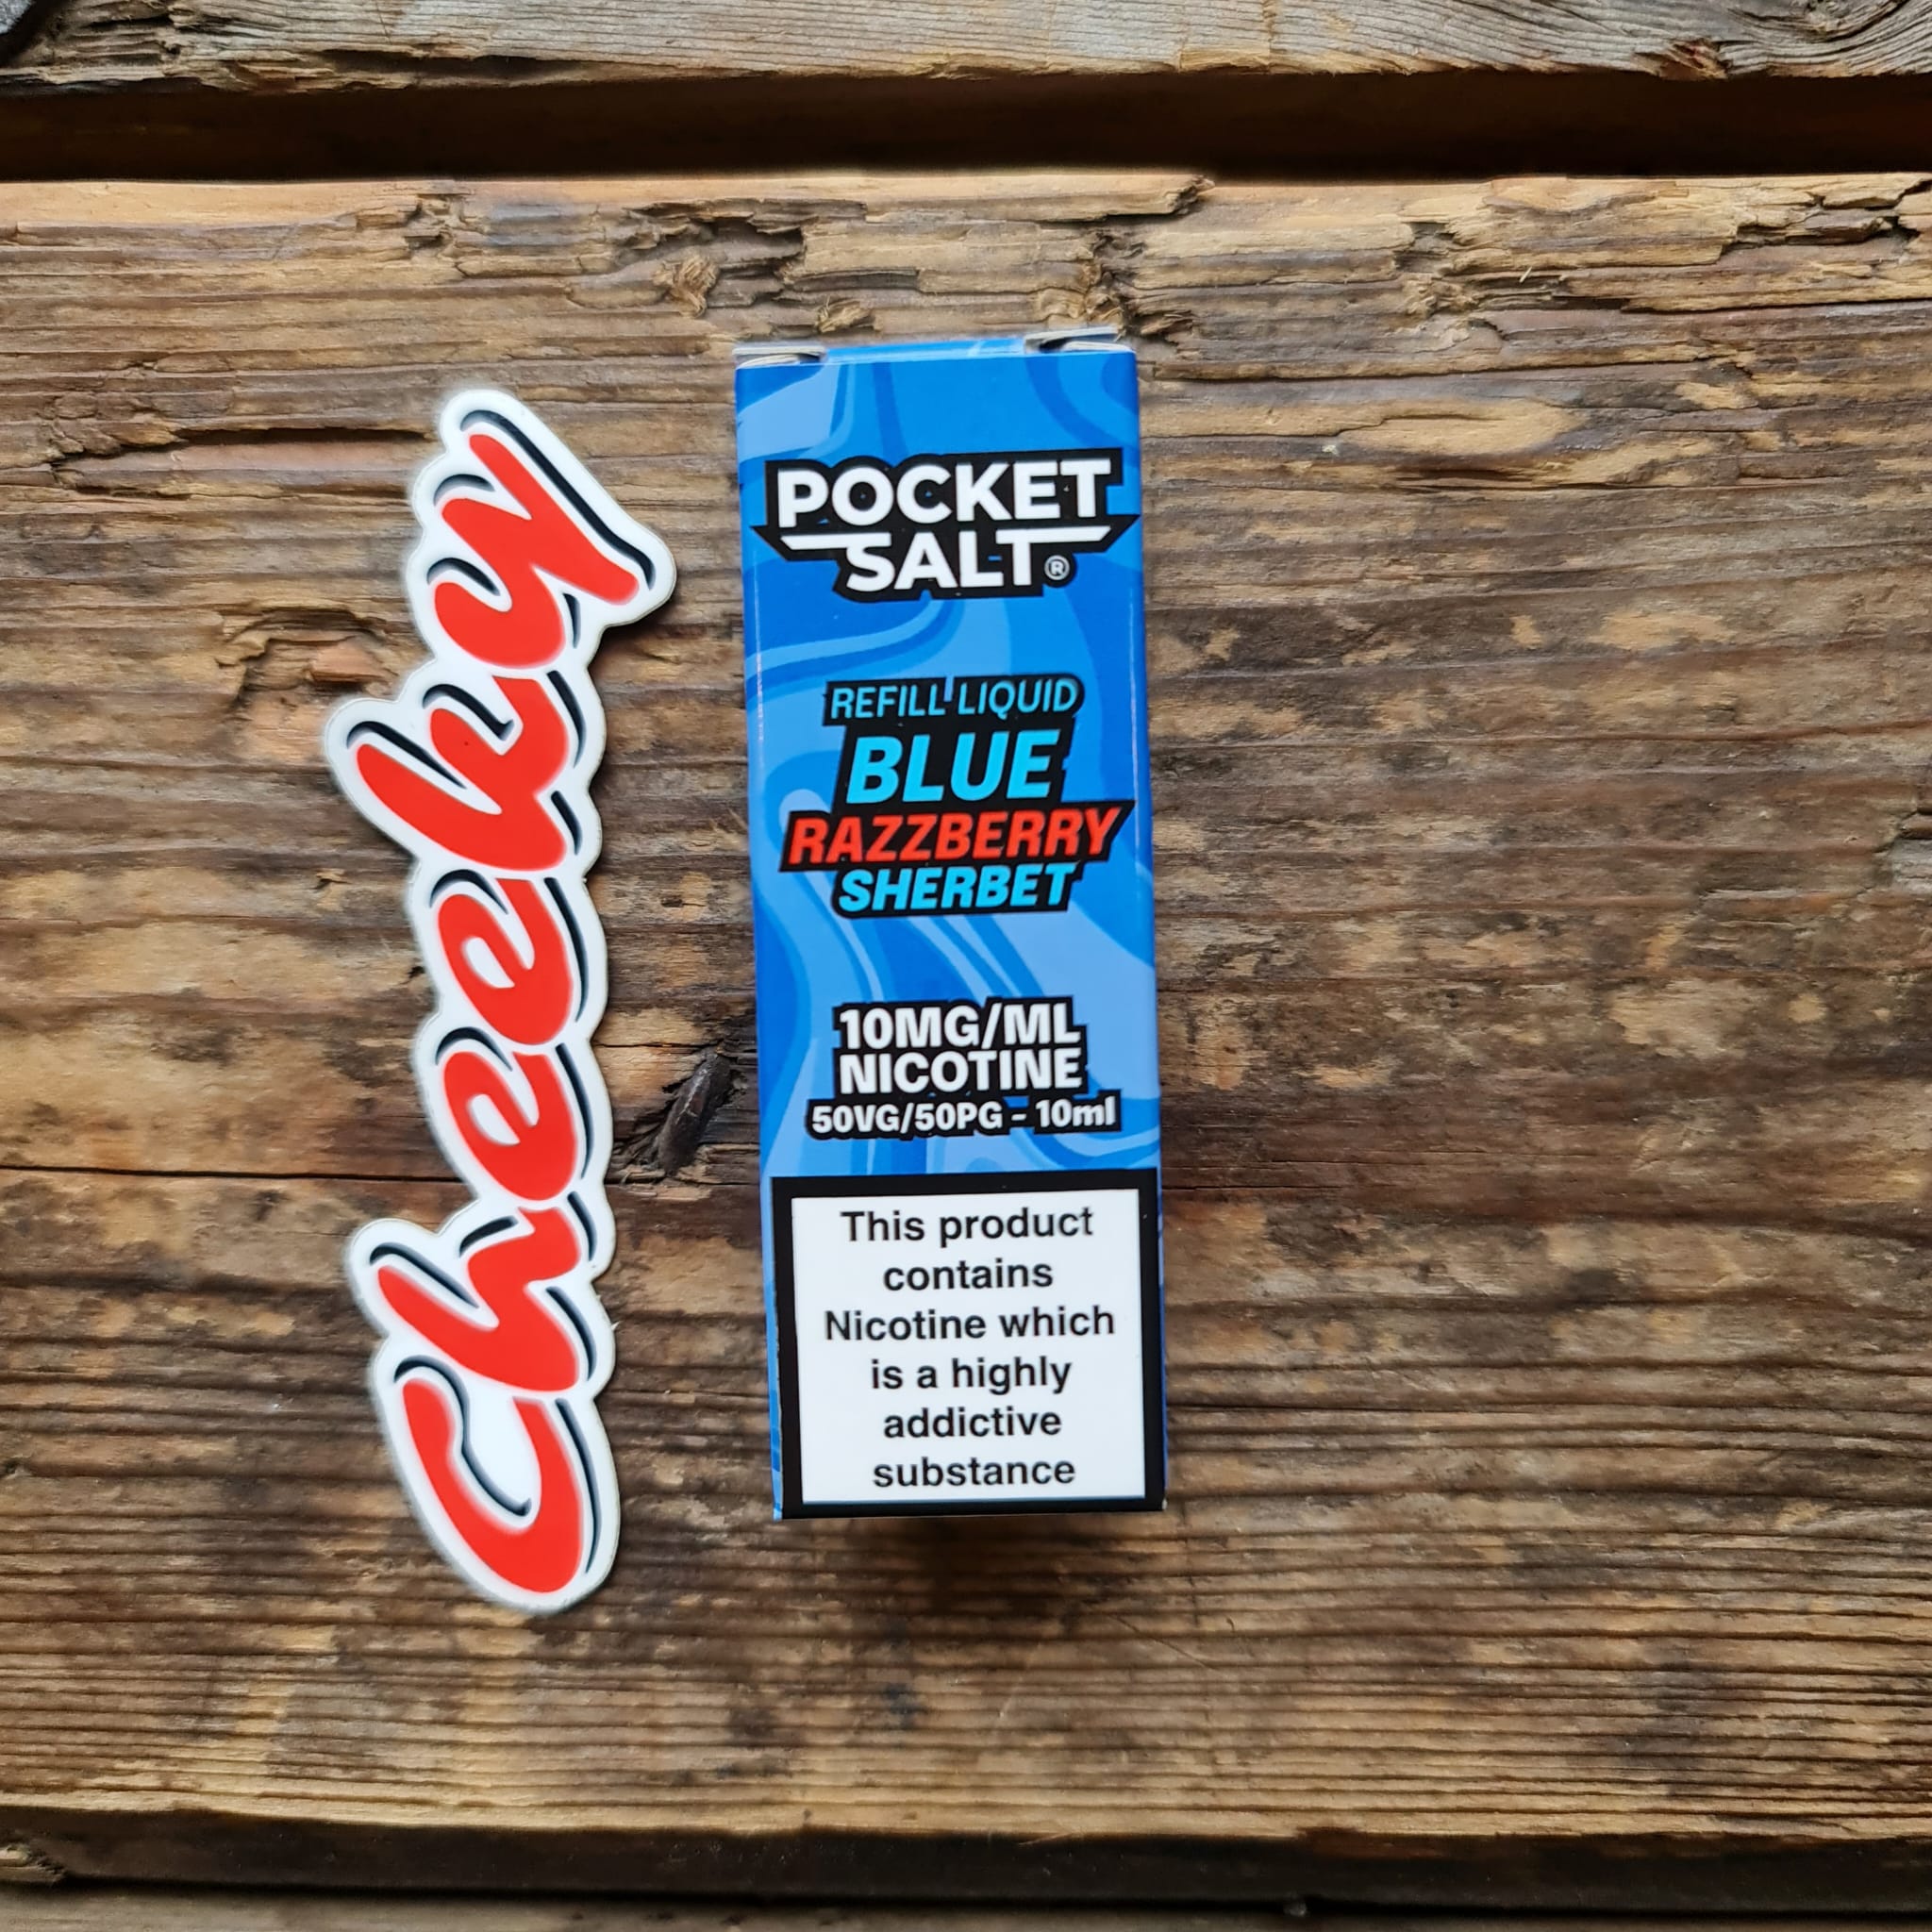 Cheeky
POCKET
SALT®
REFILL LIQUID
BLUE
RAZZBERRY
SHERBET
10MG/ML
NICOTINE
50VG/50PG - 10ml
This product
contains
Nicotine which
is a highly
addictive
substance